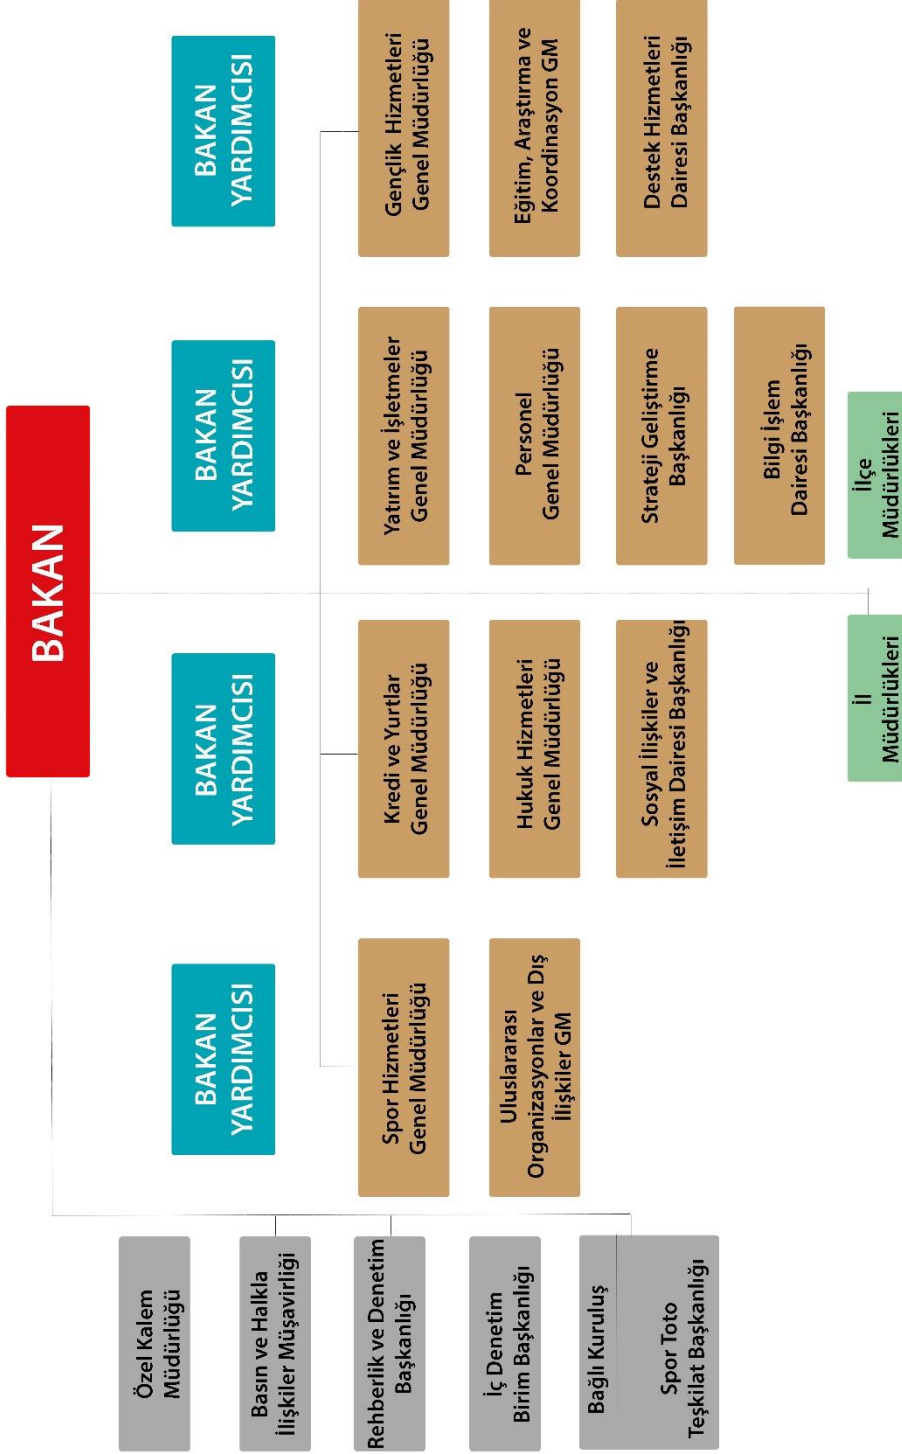 BAKAN
BAKAN
YARDIMCISI
BAKAN
YARDIMCISI
BAKAN
YARDIMCISI
BAKAN
YARDIMCISI
Özel Kalem
Müdürlüğü
Basın ve Halkla
İlişkiler Müşavirliği
Rehberlik ve Denetim
Başkanlığı
İç Denetim
Birim Başkanlığı
Bağlı Kuruluş
Spor Toto
Teşkilat Başkanlığı
Spor Hizmetleri
Genel Müdürlüğü
Uluslararası
Organizasyonlar ve Dış
İlişkiler GM
Kredi ve Yurtlar
Genel Müdürlüğü
Hukuk Hizmetleri
Genel Müdürlüğü
Sosyal İlişkiler ve
İletişim Dairesi Başkanlığı
Yatırım ve İşletmeler
Genel Müdürlüğü
Personel
Genel Müdürlüğü
Strateji Geliştirme
Başkanlığı
Bilgi İşlem
Dairesi Başkanlığı
Gençlik Hizmetleri
Genel Müdürlüğü
Eğitim, Araştırma ve
Koordinasyon GM
Destek Hizmetleri
Dairesi Başkanlığı
İl
Müdürlükleri
İlçe
Müdürlükleri